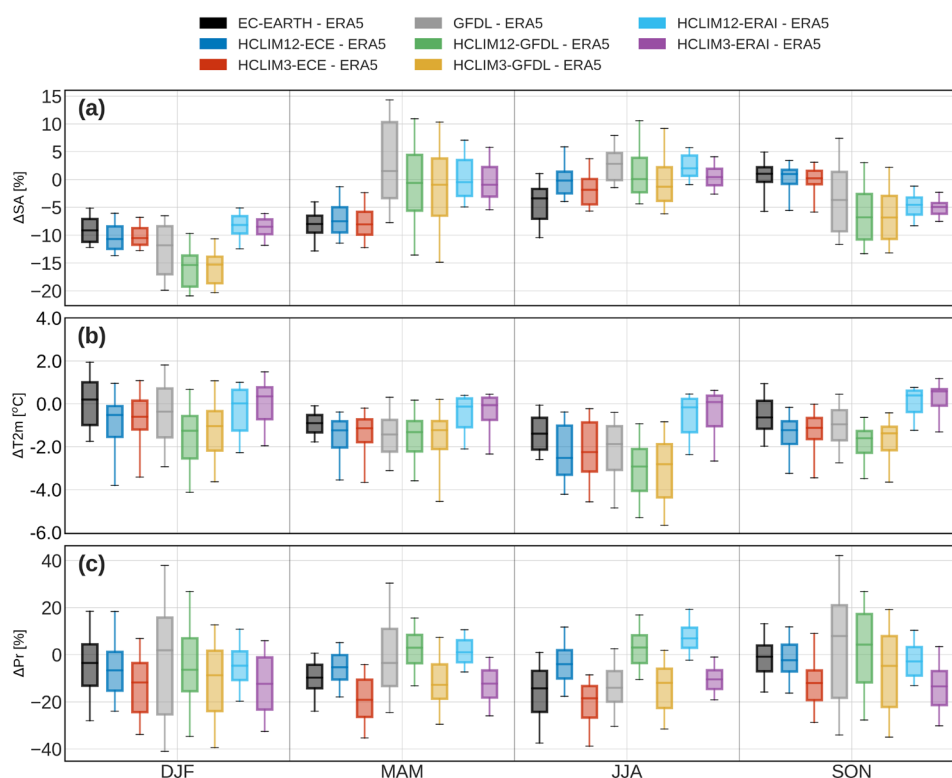 EC-EARTH - ERA5 GFDL - ERA5 HCLIM12-ERAI - ERA5
HCLIM12-ECE - ERA5 HCLIM12-GFDL - ERA5 HCLIM3-ERAI - ERA5
HCLIM3-ECE - ERA5 HCLIM3-GFDL - ERA5
(a)
ΔSA [%]
15
10
5
0
−5
−10
−15
−20
(b)
ΔT2m [°C]
4.0
2.0
0.0
-2.0
-4.0
-6.0
(c)
ΔPr [%]
40
20
0
−20
−40
DJF MAM JJA SON